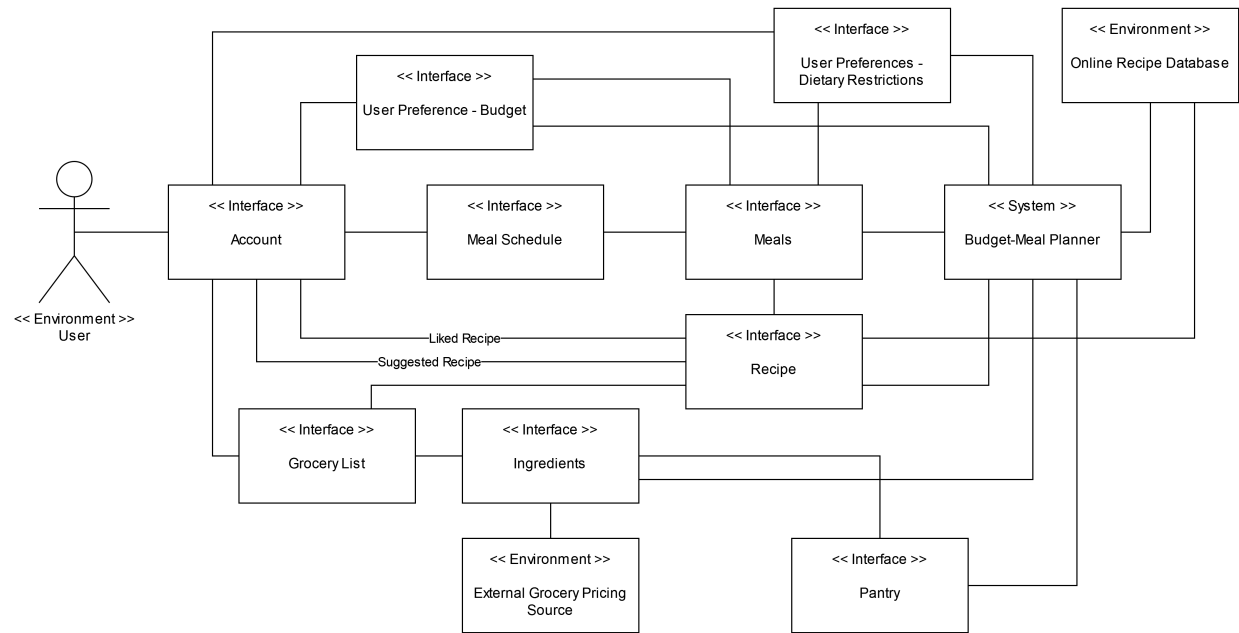 << Interface >>
User Preferences -
Dietary Restrictions
<< Environment >>
Online Recipe Database
<< Interface >>
User Preference - Budget
<< Interface >>
Account
<< Interface >>
Meal Schedule
<< Interface >>
Meals
<< System >>
Budget-Meal Planner
<< Environment >>
User
Liked Recipe
Suggested Recipe
<< Interface >>
Recipe
<< Interface >>
Grocery List
<< Interface >>
Ingredients
<< Environment >>
External Grocery Pricing
Source
<< Interface >>
Pantry